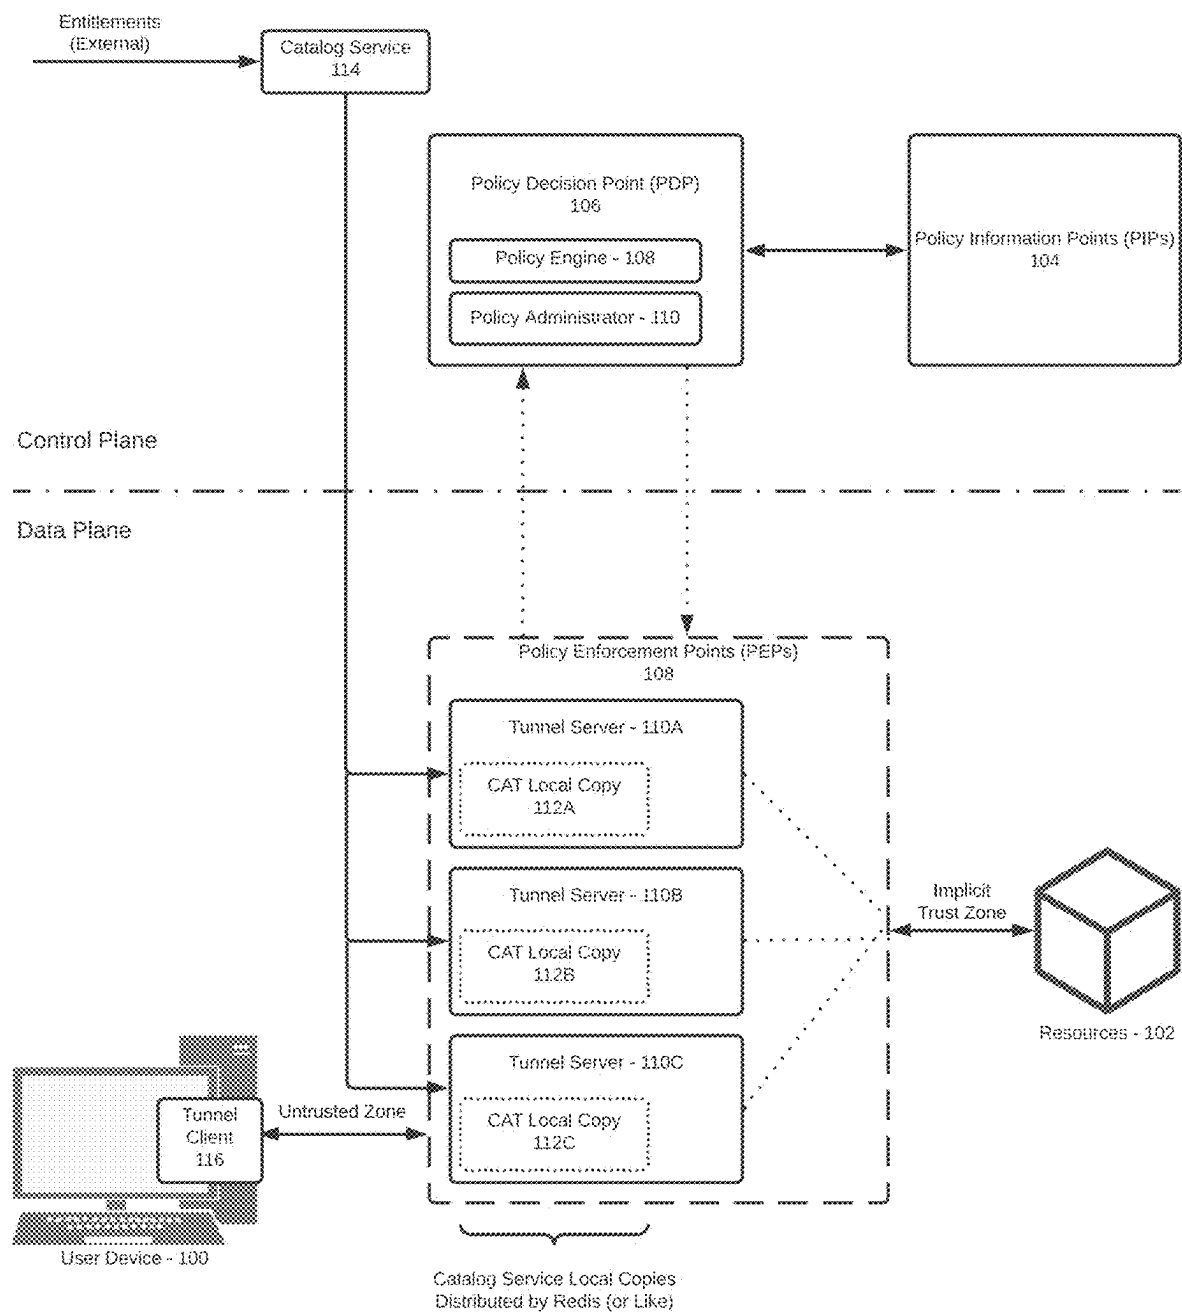 Entitlements
(External)
Catalog Service
114
Policy Decision Point (PDP)
106
Policy Engine - 108
Policy Administrator - 110
Policy Information Points (PIPs)
104
Control Plane
Data Plane
Policy Enforcement Points (PEPs)
108
Tunnel Server - 110A
CAT Local Copy
112A
Tunnel Server - 110B
CAT Local Copy
112B
Tunnel Server - 110C
CAT Local Copy
112C
Implicit
Trust Zone
Resources - 102
Tunnel
Client
116
Untrusted Zone
User Device - 100
Catalog Service Local Copies
Distributed by Redis (or Like)